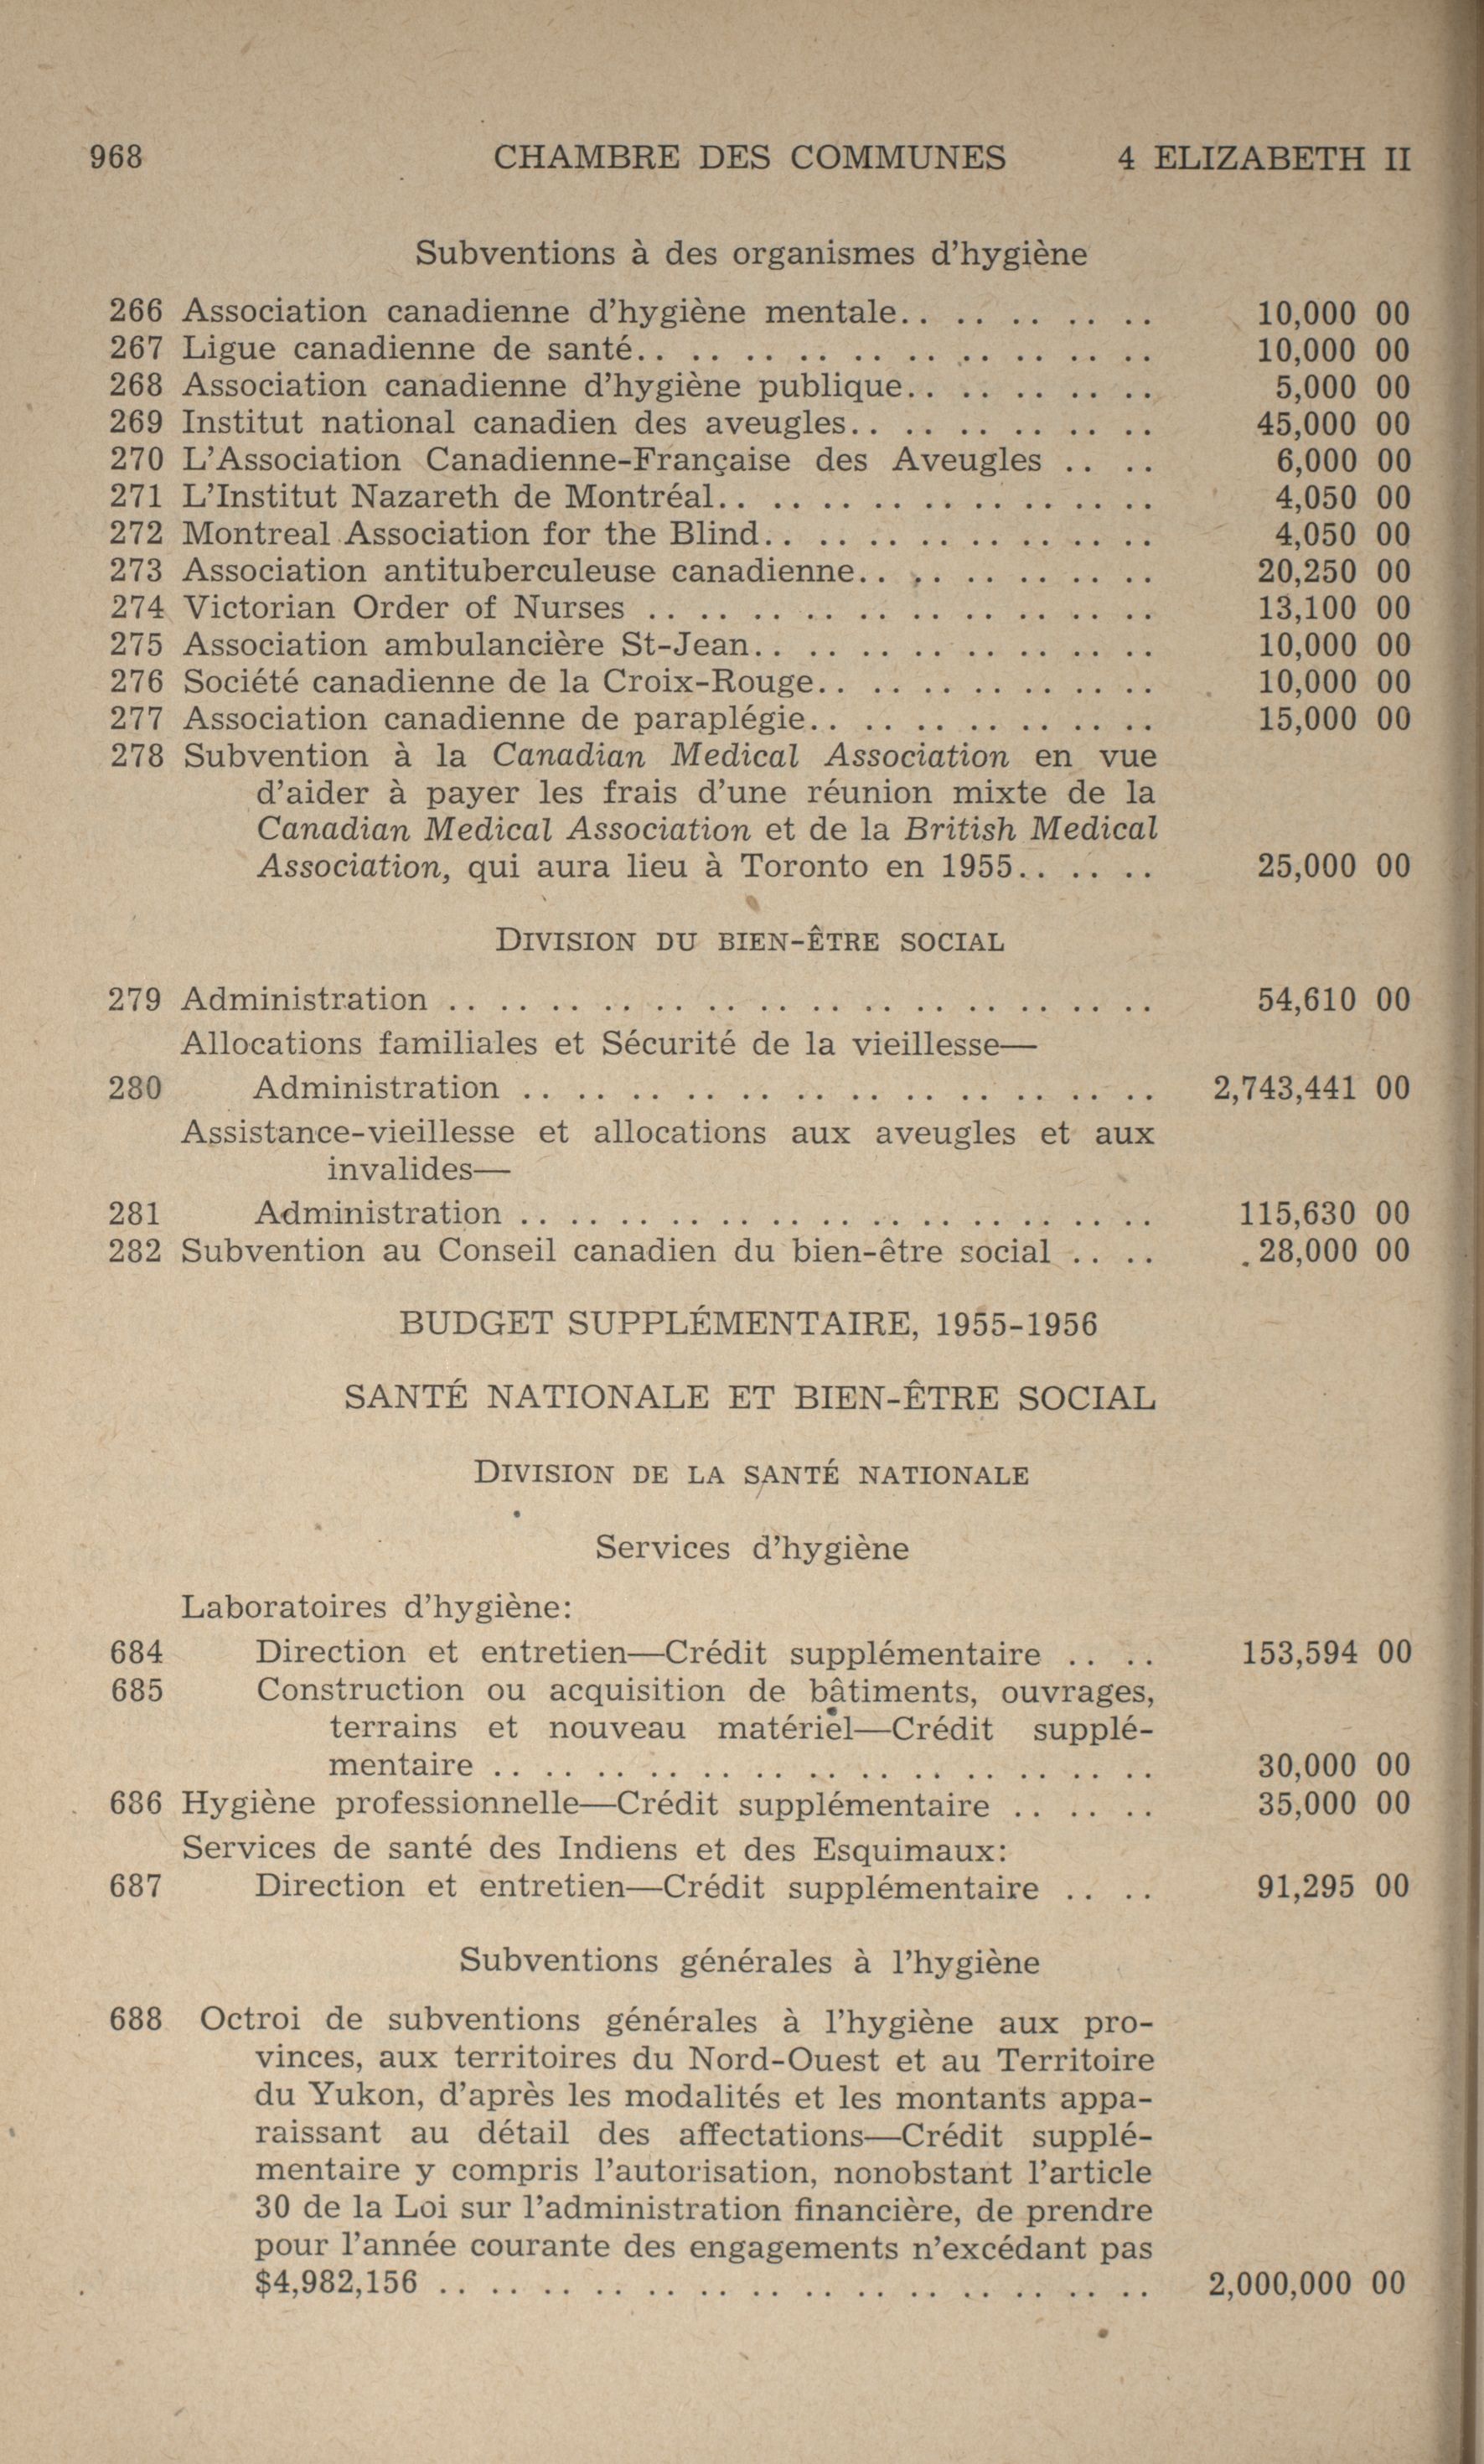 968 CHAMBRE DES COMMUNES 4 ELIZABETH II
Subventions à des organismes d'hygiène
266 Association canadienne d'hygiène mentale.. .. .. .. .. .. 10,000 00
267 Ligue canadienne de santé.. .. .. .. .. .. .. .. .. .. 10,000 00
268 Association canadienne d'hygiène publique.. .. .. .. .. 5,000 00
269 Institut national canadien des aveugles.. .. .. .. .. .. 45,000 00
270 L'Association Canadienne-Française des Aveugles .. .. 6,000 00
271 L'Institut Nazareth de Montréal.. .. .. .. .. .. .. .. .. 4,050 00
272 Montreal Association for the Blind.. .. .. .. .. .. .. .. 4,050 00
273 Association antituberculeuse canadienne.. .. .. .. .. .. 20,250 00
274 Victorian Order of Nurses .. .. .. .. .. .. .. .. .. .. 13,100 00
275 Association ambulancière St-Jean.. .. .. .. .. .. .. .. 10,000 00
276 Société canadienne de la Croix-Rouge.. .. .. .. .. .. .. 10,000 00
277 Association canadienne de paraplégie.. .. .. .. .. .. .. 15,000 00
278 Subvention à la Canadian Medical Association en vue
d'aider à payer les frais d'une réunion mixte de la
Canadian Medical Association et de la British Medical
Association, qui aura lieu à Toronto en 1955.. .. .. 25,000 00
DIVISION DU BIEN-ÊTRE SOCIAL
279 Administration .. .. .. .. .. .. .. .. .. .. .. .. .. .. 54,610 00
Allocations familiales et Sécurité de la vieillesse—
280 Administration .. .. .. .. .. .. .. .. .. .. .. .. 2,743,441 00
Assistance-vieillesse et allocations aux aveugles et aux
invalides—
281 Administration .. .. .. .. .. .. .. .. .. .. .. .. .. 115,630 00
282 Subvention au Conseil canadien du bien-être social .. .. 28,000 00
BUDGET SUPPLÉMENTAIRE, 1955-1956
SANTÉ NATIONALE ET BIEN-ÊTRE SOCIAL
DIVISION DE LA SANTÉ NATIONALE
Services d'hygiène
Laboratoires d'hygiène:
684 Direction et entretien—Crédit supplémentaire .. .. 153,594 00
685 Construction ou acquisition de bâtiments, ouvrages,
terrains et nouveau matériel—Crédit supplé-
mentaire .. .. .. .. .. .. .. .. .. .. .. .. .. 30,000 00
686 Hygiène professionnelle—Crédit supplémentaire .. .. .. 35,000 00
Services de santé des Indiens et des Esquimaux:
687 Direction et entretien—Crédit supplémentaire .. .. 91,295 00
Subventions générales à l'hygiène
688 Octroi de subventions générales à l'hygiène aux pro-
vinces, aux territoires du Nord-Ouest et au Territoire
du Yukon, d'après les modalités et les montants appa-
raissant au détail des affectations—Crédit supplé-
mentaire y compris l'autorisation, nonobstant l'article
30 de la Loi sur l'administration financière, de prendre
pour l'année courante des engagements n'excédant pas
$4,982,156 .. .. .. .. .. .. .. .. .. .. .. .. .. .. 2,000,000 00